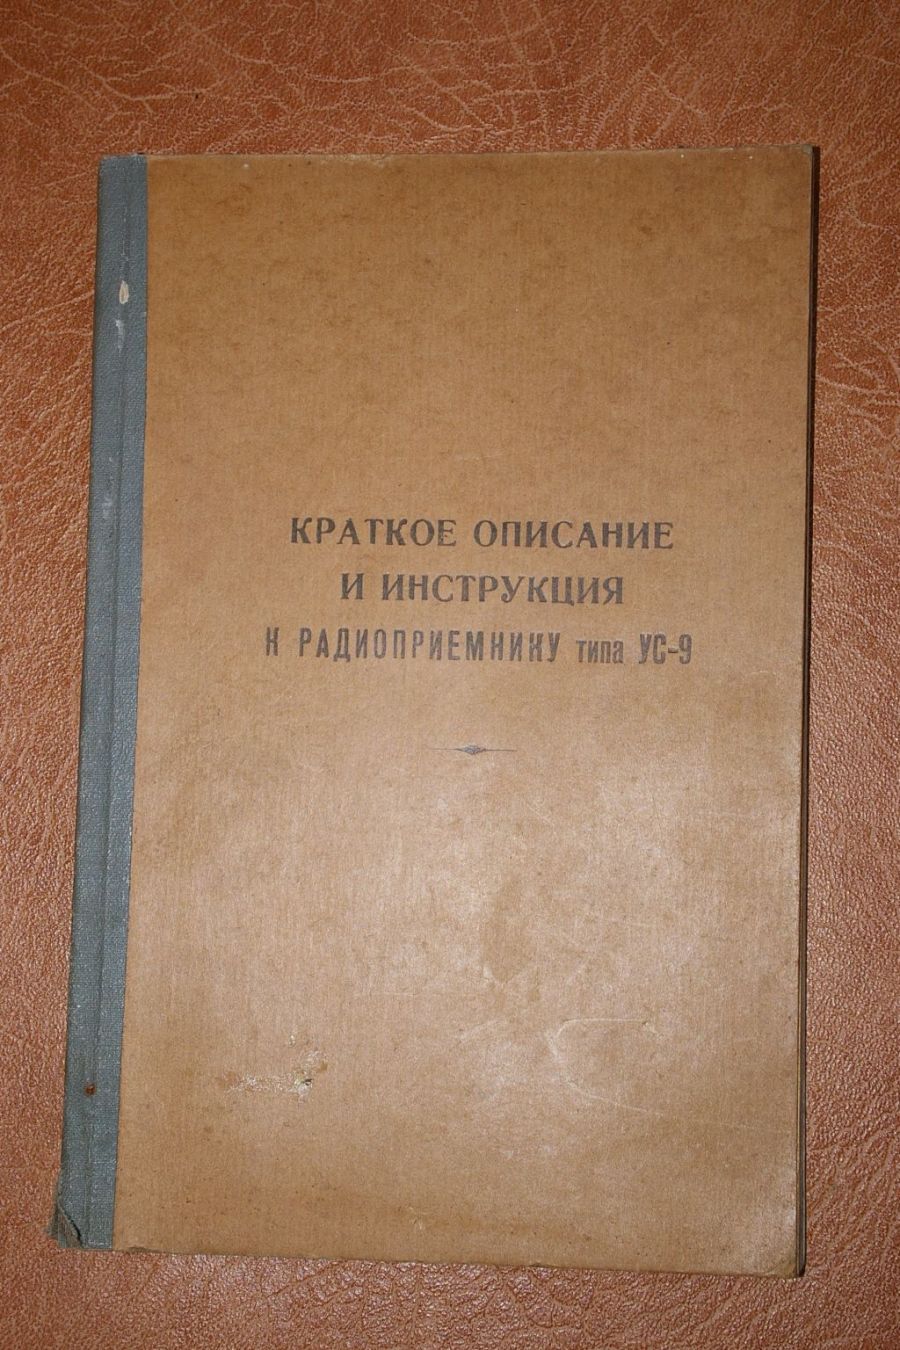 КРАТКОЕ ОПИСАНИЕ
И ИНСТРУКЦИЯ
К РАДИОПРИЕМНИКУ типа УС-9